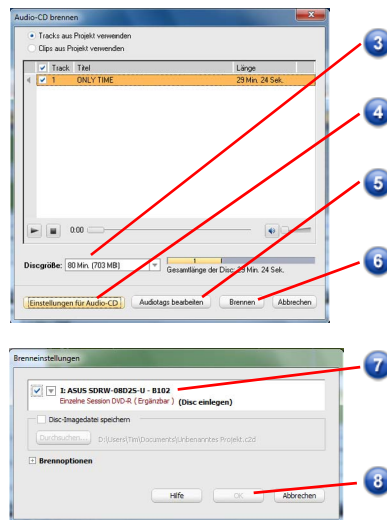 Audio-CD brennen
Tracks aus Projekt verwenden
Clips aus Projekt verwenden
Track Titel Länge
1 ONLY TIME 29 Min. 24 Sek.
0:00
Discgröße: 80 Min. (703 MB)
1
Gesamtlänge der Disc: 29 Min. 24 Sek.
Einstellungen für Audio-CD Audiotags bearbeiten Brennen Abbrechen
3
4
5
6
Brenneinstellungen
I: ASUS SDRW-08D2S-U - B102
Einzelne Session DVD-R ( Ergänzbar ) (Disc einlegen)
Disc-Imagedatei speichern
Durchsuchen... D:\Users\Tim\Documents\Unbenanntes Projekt.c2d
Brennoptionen
Hilfe OK Abbrechen
7
8